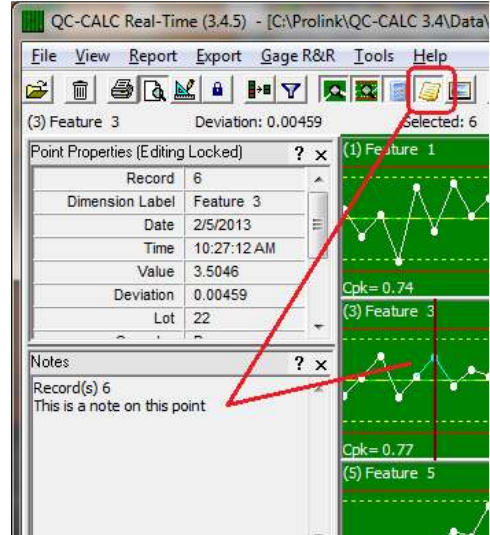 QC-CALC Real-Time (3.4.5) - [C:\Prolink\QC-CALC 3.4\Data\
File View Report Export Gage R&R Tools Help
(3) Feature 3 Deviation: 0.00459 Selected: 6
Point Properties (Editing Locked) ? x
Record 6
Dimension Label Feature 3
Date 2/5/2013
Time 10:27:12 AM
Value 3.5046
Deviation 0.00459
Lot 22
Notes ? x
Record(s) 6
This is a note on this point
(1) Feature 1
Cpk= 0.74
(3) Feature 3
Cpk= 0.77
(5) Feature 5